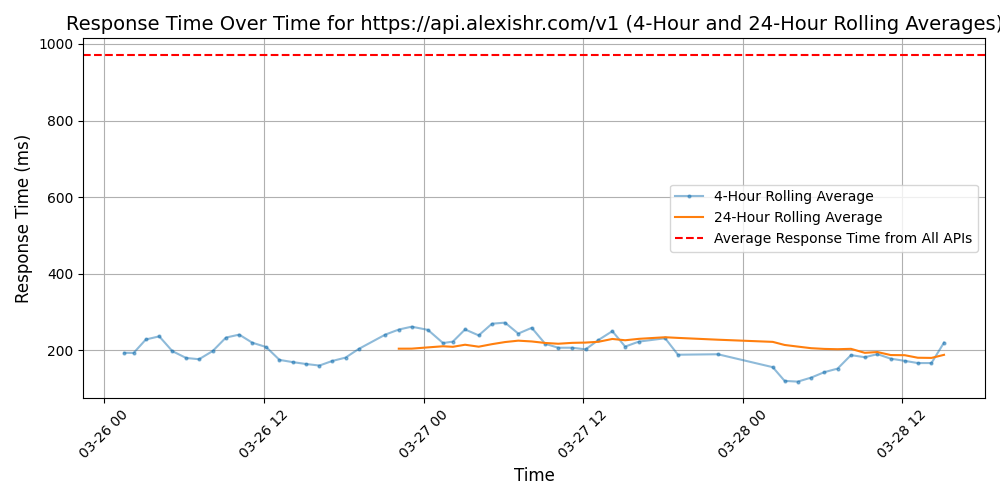 Response Time Over Time for https://api.alexishr.com/v1 (4-Hour and 24-Hour Rolling Averages)
Response Time (ms)
1000
800
600
400
200
4-Hour Rolling Average
24-Hour Rolling Average
Average Response Time from All APIs
03-26 00
03-26 12
03-27 00
03-27 12
03-28 00
03-28 12
Time